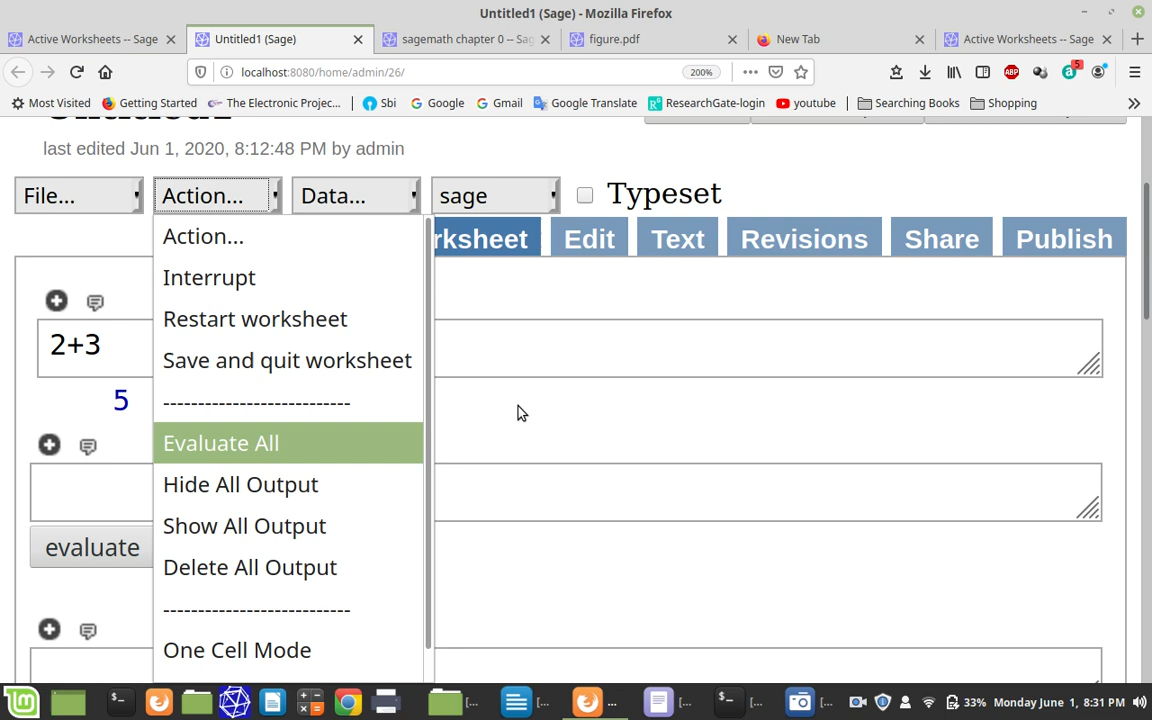 Untitled1 (Sage) - Mozilla Firefox
Active Worksheets -- Sage
Untitled1 (Sage)
sagemath chapter 0 -- Sag
figure.pdf
New Tab
Active Worksheets -- Sage
localhost:8080/home/admin/26/
200%
ABP
5
Most Visited
Getting Started
The Electronic Projec...
Sbi
Google
Gmail
Google Translate
ResearchGate-login
youtube
Searching Books
Shopping
last edited Jun 1, 2020, 8:12:48 PM by admin
File...
Action...
Data...
sage
Typeset
Action...
rksheet
Edit
Text
Revisions
Share
Publish
Interrupt
Restart worksheet
2+3
Save and quit worksheet
5
---------------------------
Evaluate All
Hide All Output
Show All Output
evaluate
Delete All Output
---------------------------
One Cell Mode
[...
[...
...
[...
[...
[...
33%
Monday June 1, 8:31 PM